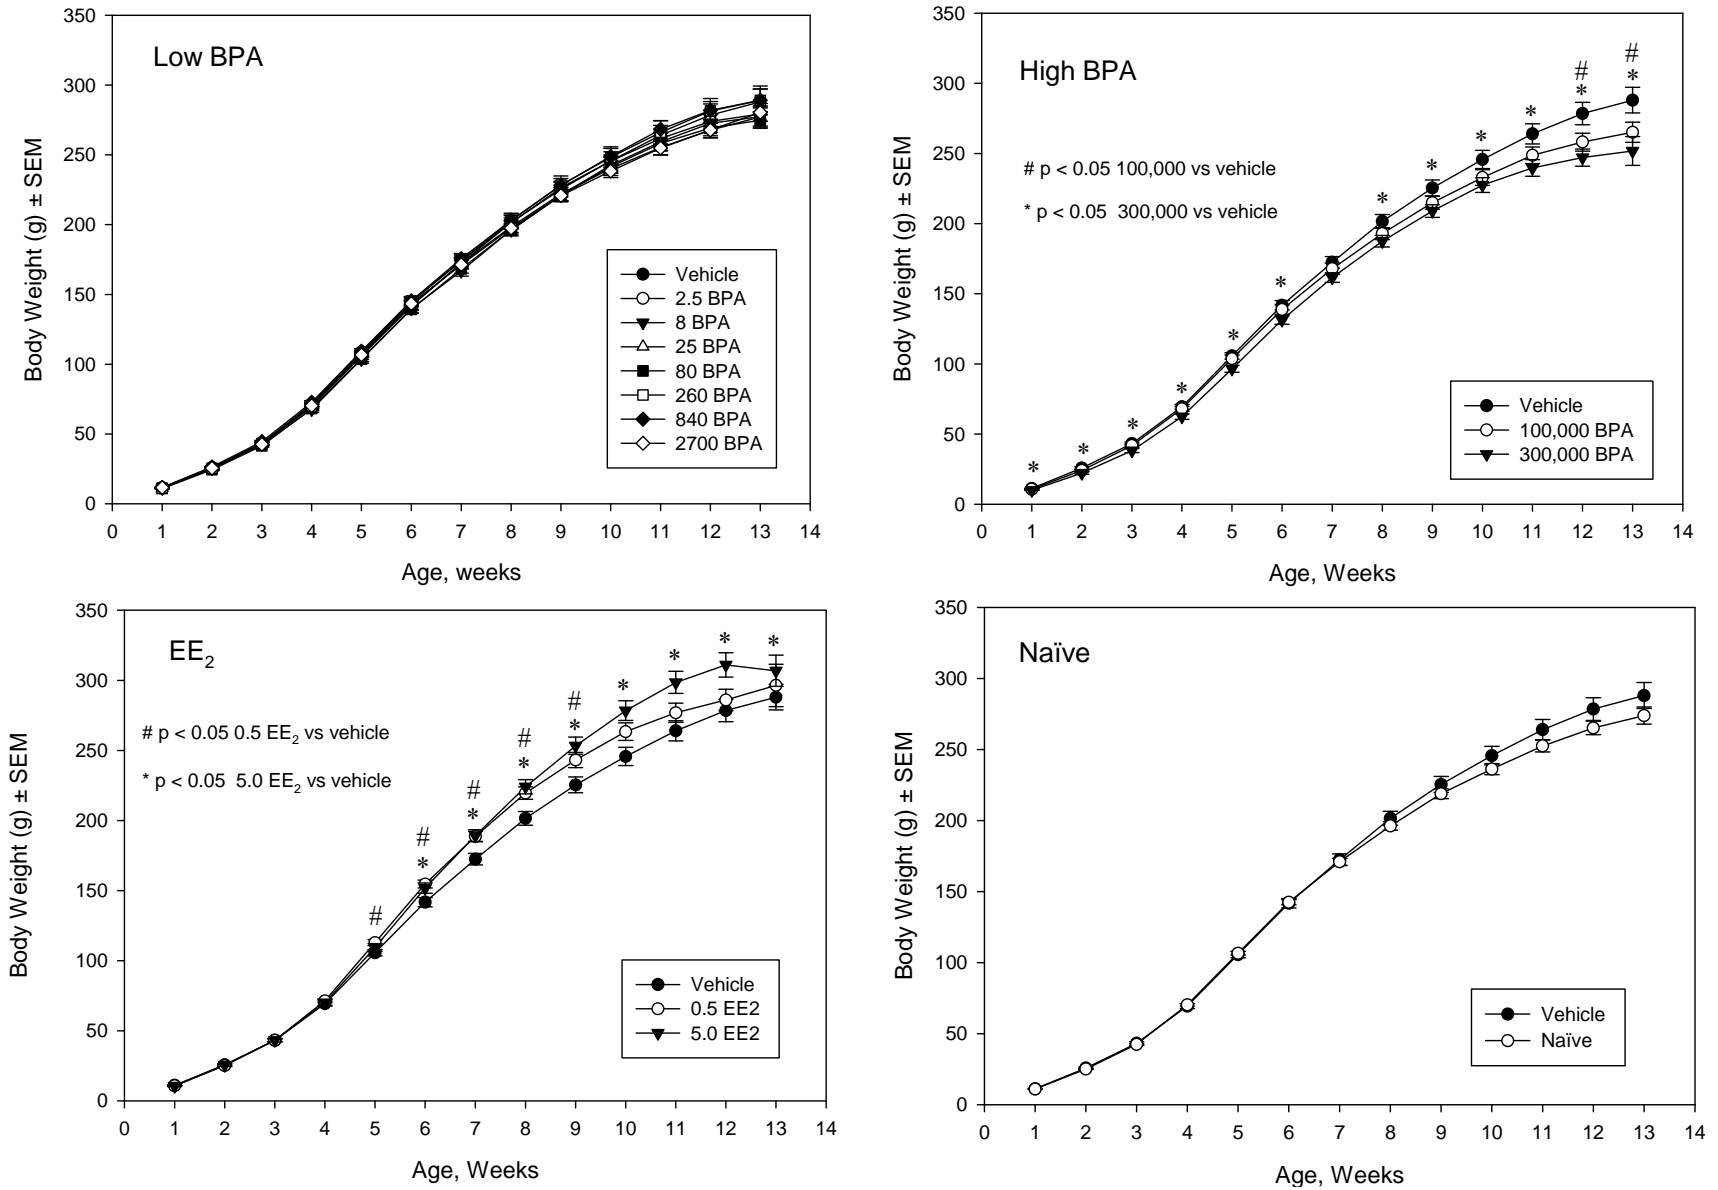 Low BPA
Body Weight (g) ± SEM
350
300
250
200
150
100
50
0
Vehicle
2.5 BPA
8 BPA
25 BPA
80 BPA
260 BPA
840 BPA
2700 BPA
0 1 2 3 4 5 6 7 8 9 10 11 12 13 14
Age, weeks
High BPA
Body Weight (g) ± SEM
350
300
250
200
150
100
50
0
# p < 0.05 100,000 vs vehicle
* p < 0.05 300,000 vs vehicle
# #
* * * * * * * * * * * *
Vehicle
100,000 BPA
300,000 BPA
0 1 2 3 4 5 6 7 8 9 10 11 12 13 14
Age, Weeks
EE2
Body Weight (g) ± SEM
350
300
250
200
150
100
50
0
# p < 0.05 0.5 EE2 vs vehicle
* p < 0.05 5.0 EE2 vs vehicle
# # # # #
* * * * * * * *
Vehicle
0.5 EE2
5.0 EE2
0 1 2 3 4 5 6 7 8 9 10 11 12 13 14
Age, Weeks
Naïve
Body Weight (g) ± SEM
350
300
250
200
150
100
50
0
Vehicle
Naïve
0 1 2 3 4 5 6 7 8 9 10 11 12 13 14
Age, Weeks